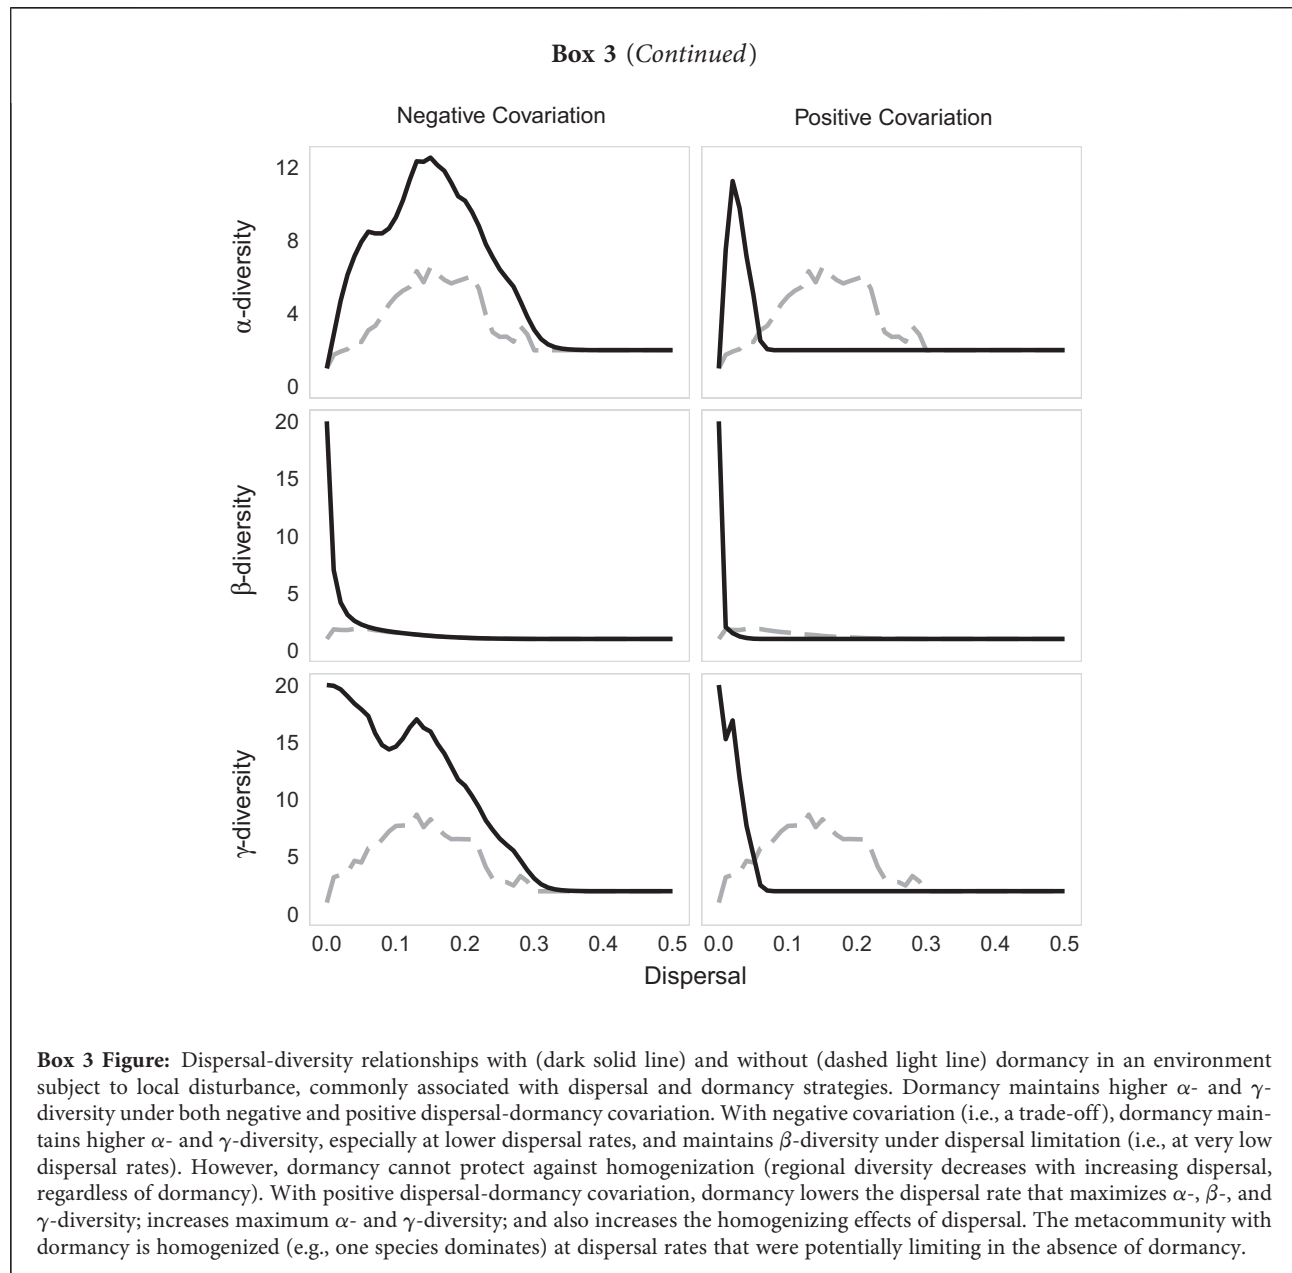 Box 3 (Continued)
Negative Covariation
Positive Covariation
α-diversity
12
8
4
0
β-diversity
20
15
10
5
0
γ-diversity
20
15
10
5
0
0.0 0.1 0.2 0.3 0.4 0.5 0.0 0.1 0.2 0.3 0.4 0.5
Dispersal
Box 3 Figure: Dispersal-diversity relationships with (dark solid line) and without (dashed light line) dormancy in an environment
subject to local disturbance, commonly associated with dispersal and dormancy strategies. Dormancy maintains higher α- and γ-
diversity under both negative and positive dispersal-dormancy covariation. With negative covariation (i.e., a trade-off), dormancy main-
tains higher α- and γ-diversity, especially at lower dispersal rates, and maintains β-diversity under dispersal limitation (i.e., at very low
dispersal rates). However, dormancy cannot protect against homogenization (regional diversity decreases with increasing dispersal,
regardless of dormancy). With positive dispersal-dormancy covariation, dormancy lowers the dispersal rate that maximizes α-, β-, and
γ-diversity; increases maximum α- and γ-diversity; and also increases the homogenizing effects of dispersal. The metacommunity with
dormancy is homogenized (e.g., one species dominates) at dispersal rates that were potentially limiting in the absence of dormancy.